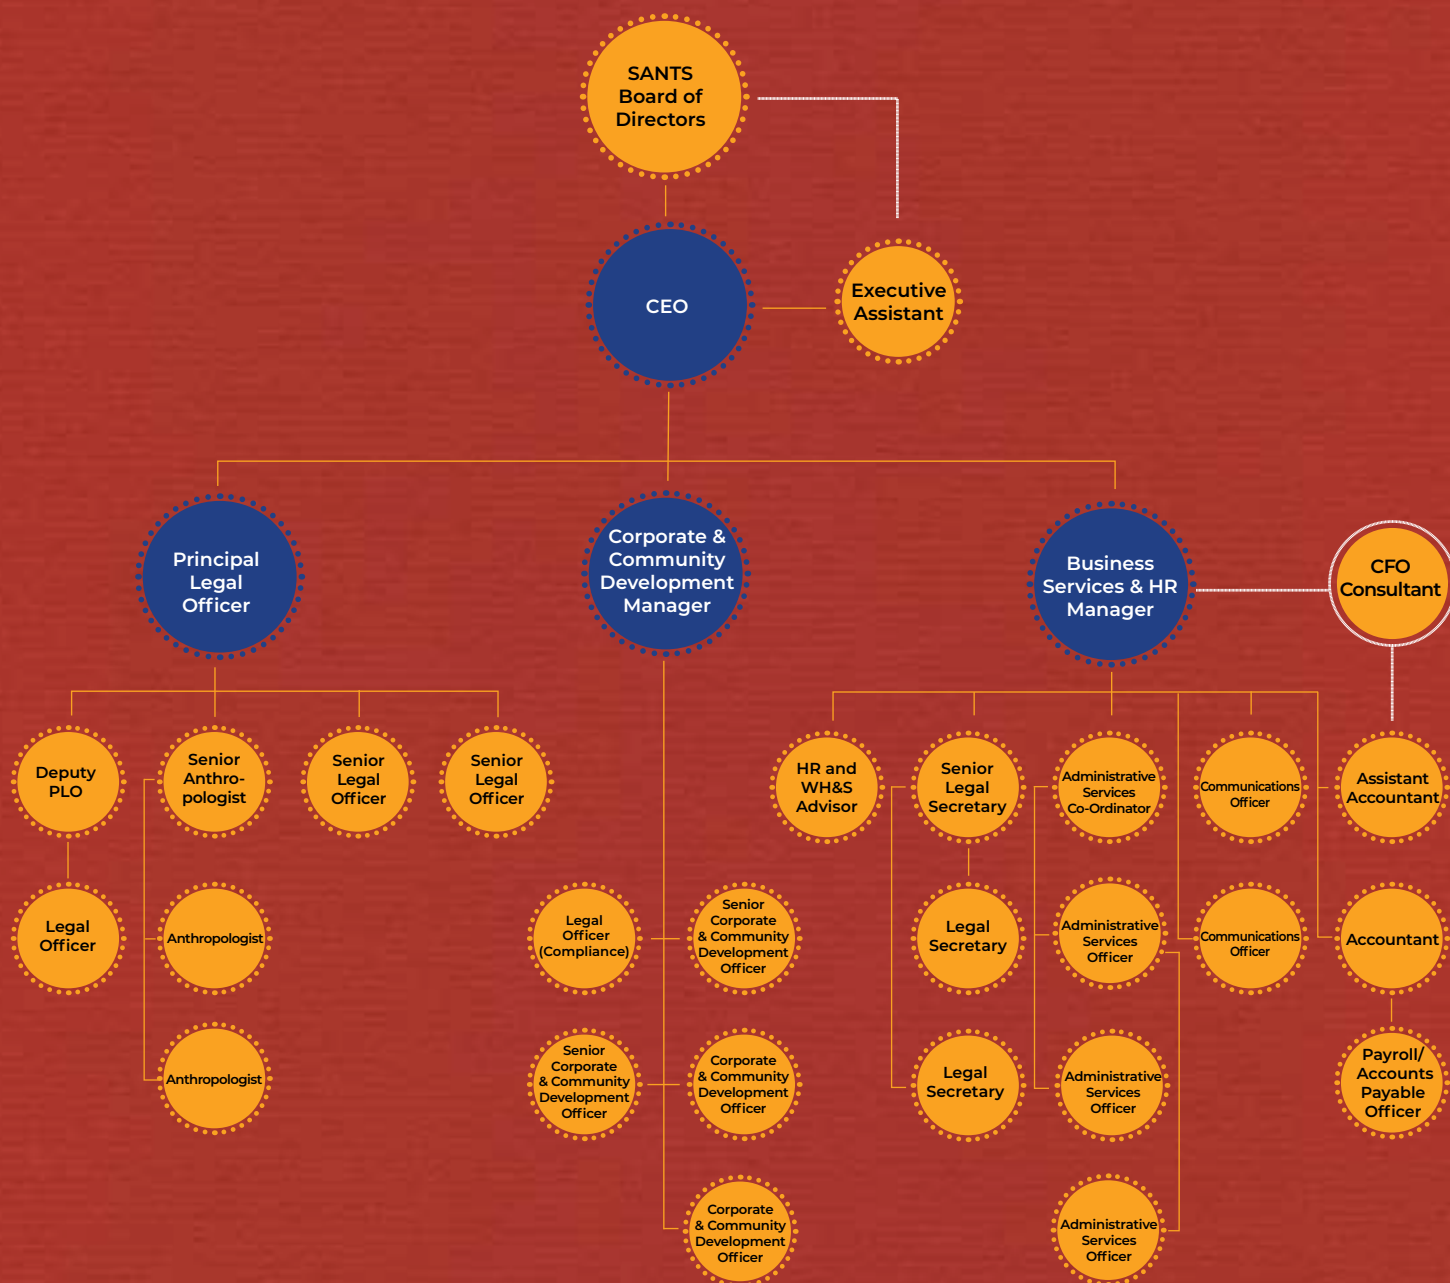 SANTS
Board of
Directors
CEO
Executive
Assistant
Principal
Legal
Officer
Corporate &
Community
Development
Manager
Business
Services & HR
Manager
CFO
Consultant
Deputy
PLO
Senior
Anthro-
pologist
Senior
Legal
Officer
Senior
Legal
Officer
HR and
WH&S
Advisor
Senior
Legal
Secretary
Administrative
Services
Co-Ordinator
Communications
Officer
Assistant
Accountant
Legal
Officer
Anthropologist
Legal
Officer
(Compliance)
Senior
Corporate
& Community
Development
Officer
Legal
Secretary
Administrative
Services
Officer
Communications
Officer
Accountant
Anthropologist
Senior
Corporate
& Community
Development
Officer
Corporate
& Community
Development
Officer
Legal
Secretary
Administrative
Services
Officer
Payroll/
Accounts
Payable
Officer
Corporate
& Community
Development
Officer
Administrative
Services
Officer